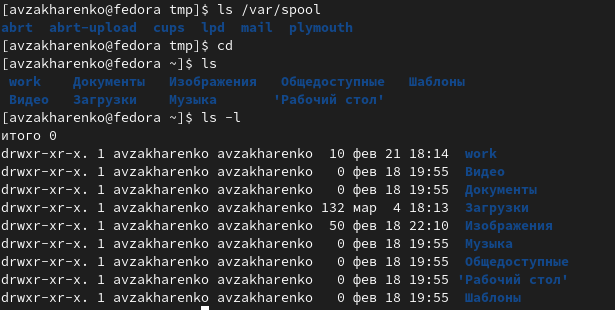 [avzakharenko@fedora tmp]$ ls /var/spool
abrt  abrt-upload  cups  lpd  mail  plymouth
[avzakharenko@fedora tmp]$ cd
[avzakharenko@fedora ~]$ ls
 work    Документы   Изображения   Общедоступные   Шаблоны
 Видео   Загрузки    Музыка       'Рабочий стол'
[avzakharenko@fedora ~]$ ls -l
итого 0
drwxr-xr-x. 1 avzakharenko avzakharenko  10 фев 21 18:14  work
drwxr-xr-x. 1 avzakharenko avzakharenko   0 фев 18 19:55  Видео
drwxr-xr-x. 1 avzakharenko avzakharenko   0 фев 18 19:55  Документы
drwxr-xr-x. 1 avzakharenko avzakharenko 132 мар  4 18:13  Загрузки
drwxr-xr-x. 1 avzakharenko avzakharenko  50 фев 18 22:10  Изображения
drwxr-xr-x. 1 avzakharenko avzakharenko   0 фев 18 19:55  Музыка
drwxr-xr-x. 1 avzakharenko avzakharenko   0 фев 18 19:55  Общедоступные
drwxr-xr-x. 1 avzakharenko avzakharenko   0 фев 18 19:55 'Рабочий стол'
drwxr-xr-x. 1 avzakharenko avzakharenko   0 фев 18 19:55  Шаблоны